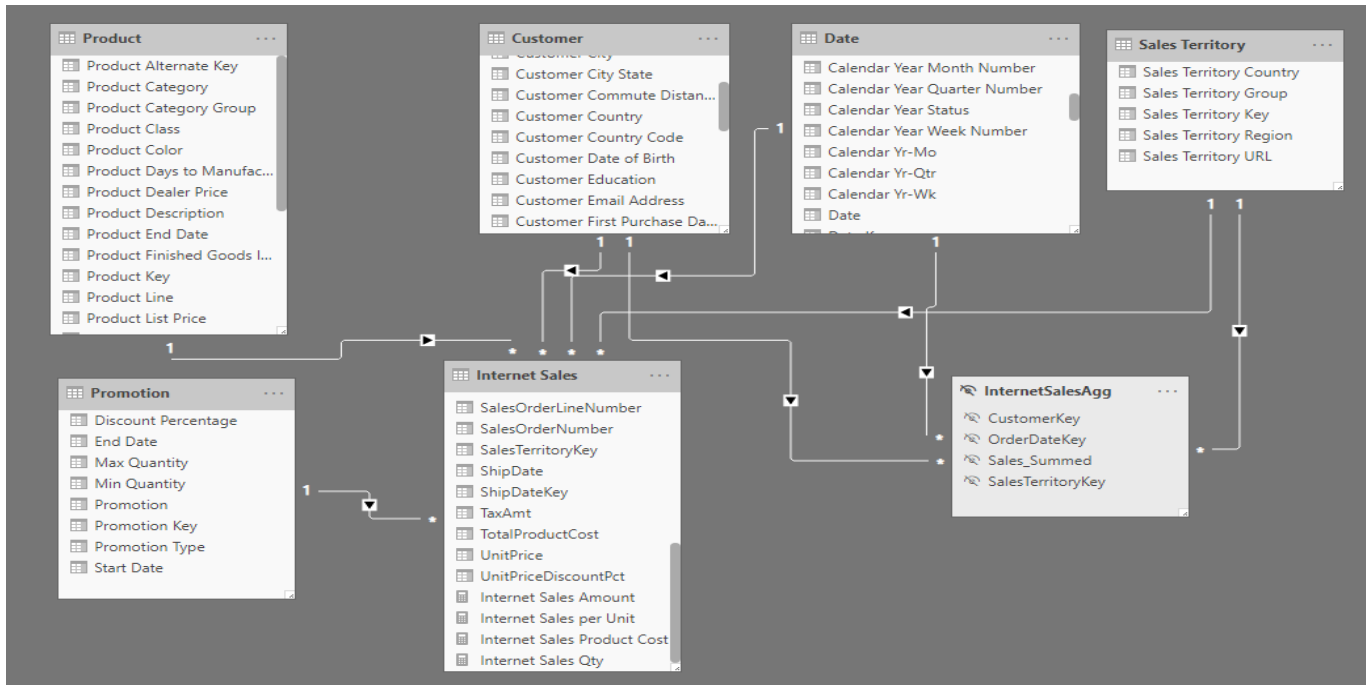 Product ...
Product Alternate Key
Product Category
Product Category Group
Product Class
Product Color
Product Days to Manufac...
Product Dealer Price
Product Description
Product End Date
Product Finished Goods I...
Product Key
Product Line
Product List Price
Customer ...
Customer City
Customer City State
Customer Commute Distan...
Customer Country
Customer Country Code
Customer Date of Birth
Customer Education
Customer Email Address
Customer First Purchase Da...
Date ...
Calendar Year Month Number
Calendar Year Quarter Number
Calendar Year Status
Calendar Year Week Number
Calendar Yr-Mo
Calendar Yr-Qtr
Calendar Yr-Wk
Date
Sales Territory ...
Sales Territory Country
Sales Territory Group
Sales Territory Key
Sales Territory Region
Sales Territory URL
1
1 1
1
1
1 1
* * * *
Promotion ...
Discount Percentage
End Date
Max Quantity
Min Quantity
Promotion
Promotion Key
Promotion Type
Start Date
1
*
Internet Sales ...
SalesOrderLineNumber
SalesOrderNumber
SalesTerritoryKey
ShipDate
ShipDateKey
TaxAmt
TotalProductCost
UnitPrice
UnitPriceDiscountPct
Internet Sales Amount
Internet Sales per Unit
Internet Sales Product Cost
Internet Sales Qty
*
*
InternetSalesAgg ...
CustomerKey
OrderDateKey
Sales_Summed
SalesTerritoryKey
*